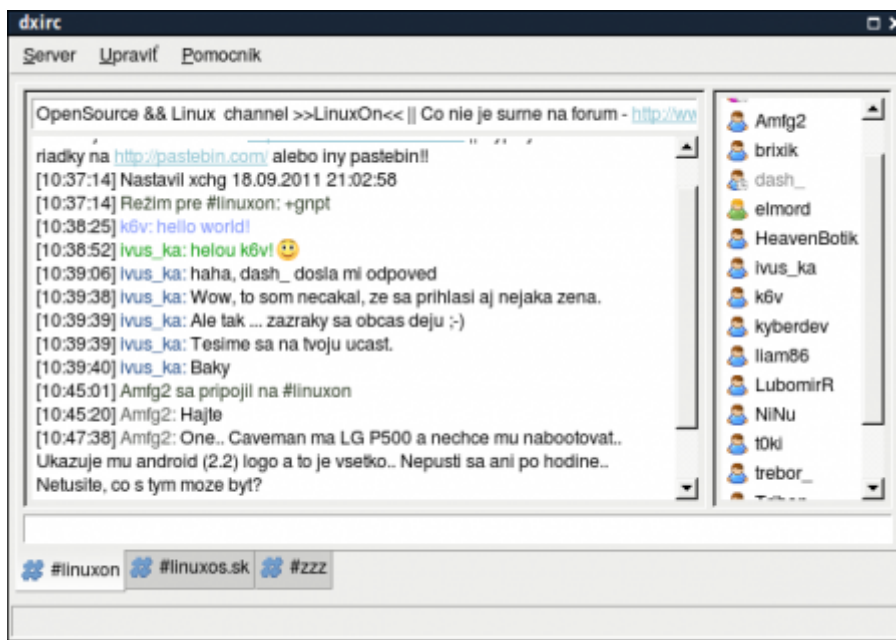 dxirc
Server Upraviť Pomocník
OpenSource && Linux channel >>LinuxOn<< || Co nie je surne na forum - http://ww
riadky na http://pastebin.com/ alebo iny pastebin!!
[10:37:14] Nastavil xchg 18.09.2011 21:02:58
[10:37:14] Režim pre #linuxon: +gnpt
[10:38:25] k6v: hello world!
[10:38:52] ivus_ka: helou k6v!
[10:39:06] ivus_ka: haha, dash_ dosla mi odpoved
[10:39:38] ivus_ka: Wow, to som necakal, ze sa prihlasi aj nejaka zena.
[10:39:39] ivus_ka: Ale tak ... zazraky sa obcas deju ;-)
[10:39:39] ivus_ka: Tesime sa na tvoju ucast.
[10:39:40] ivus_ka: Baky
[10:45:01] Amfg2 sa pripojil na #linuxon
[10:45:20] Amfg2: Hajte
[10:47:38] Amfg2: One.. Caveman ma LG P500 a nechce mu nabootovat..
Ukazuje mu android (2.2) logo a to je vsetko.. Nepusti sa ani po hodine..
Netusite, co s tym moze byt?
Amfg2
brixik
dash_
elmord
HeavenBotik
ivus_ka
k6v
kyberdev
liam86
LubomirR
NiNu
t0ki
trebor_
#linuxon #linuxos.sk #zzz